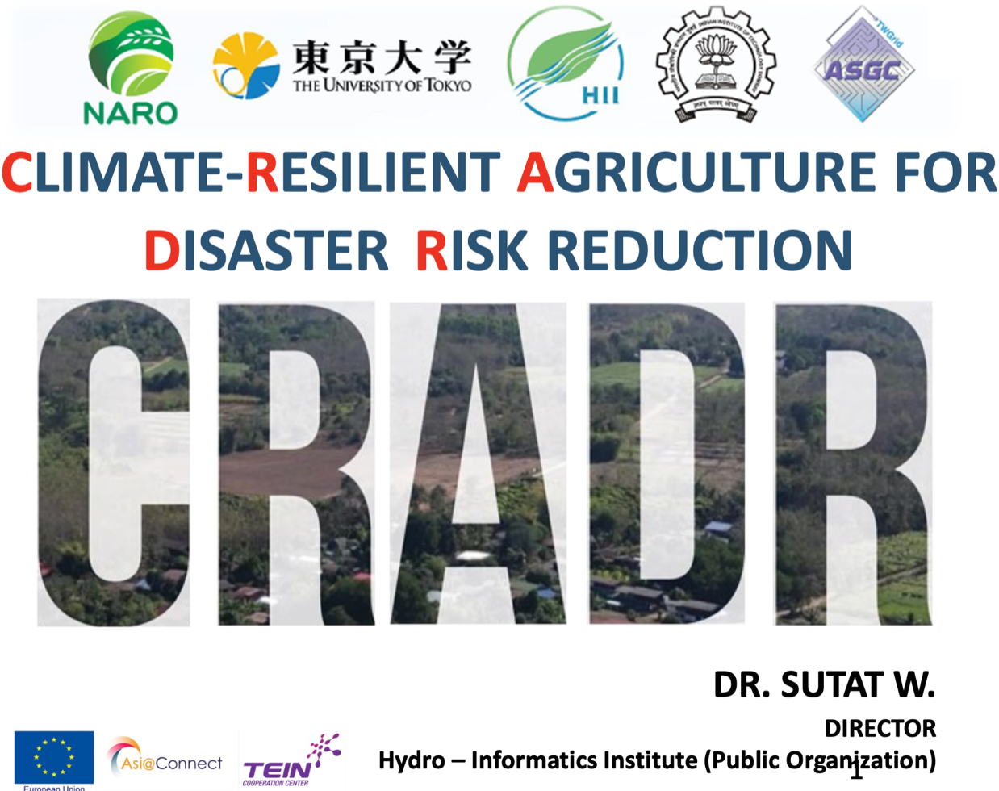 NARO
東京大学
THE UNIVERSITY OF TOKYO
HII
TWGrid
ASGC
CLIMATE-RESILIENT AGRICULTURE FOR
DISASTER RISK REDUCTION
CRADR
DR. SUTAT W.
DIRECTOR
Hydro – Informatics Institute (Public Organization)
1
European Union
Asi@Connect
TEIN
COOPERATION CENTER